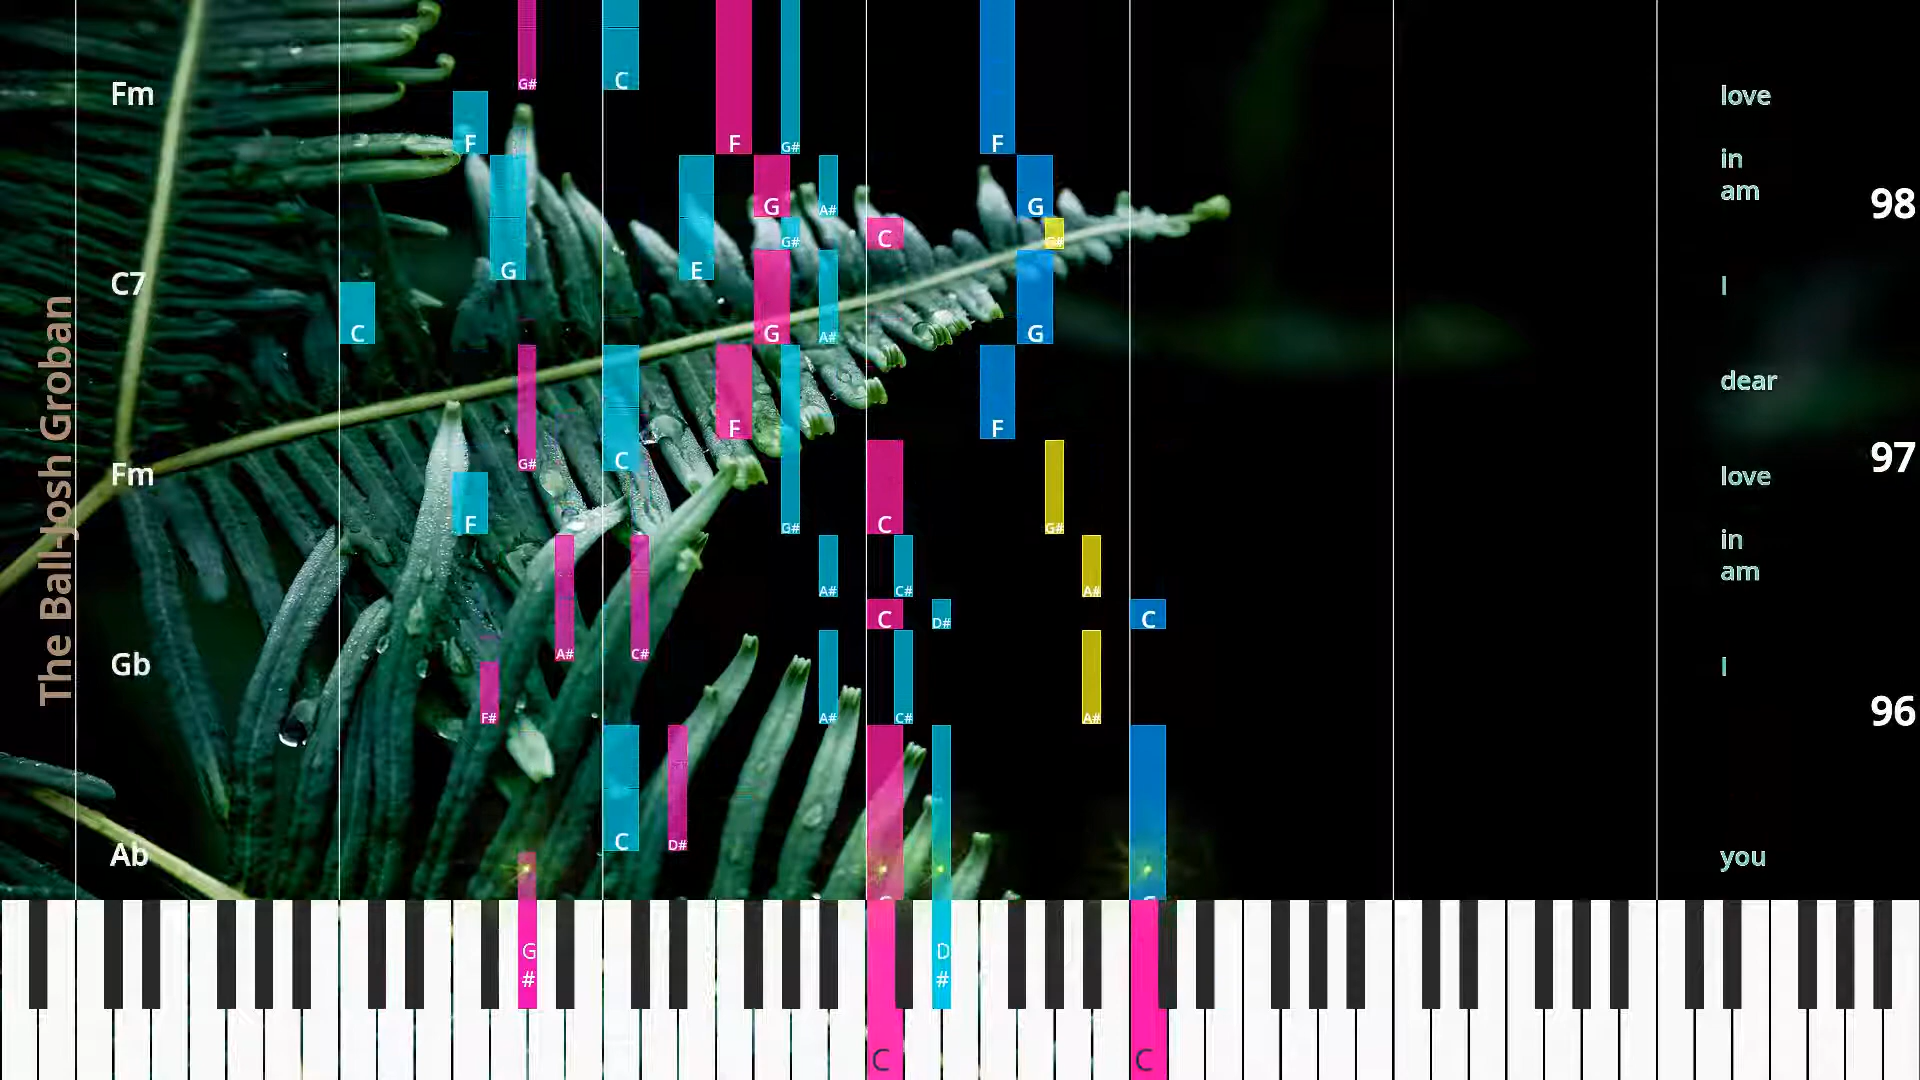 The Ball-Josh Groban
G#
C
Fm
love
F
F
G#
F
in
am
98
G
A#
G
G#
C
G#
G
E
C7
I
C
G
A#
G
dear
F
F
97
G#
C
Fm
love
F
G#
C
G#
in
am
A#
C#
A#
C
D#
C
A#
C#
Gb
I
96
F#
A#
C#
A#
C
D#
Ab
you
G
#
D
#
C
C